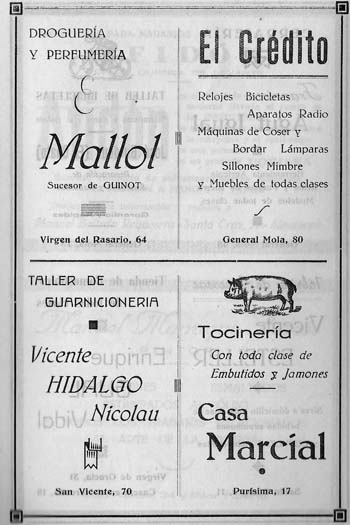 DROGUERÍA
Y PERFUMERÍA
Mallol
Sucesor de GUINOT
Virgen del Rosario, 64
El Crédito
Relojes Bicicletas
Aparatos Radio
Máquinas de Coser y
Bordar Lámparas
Sillones Mimbre
y Muebles de todas clases
General Mola, 80
TALLER DE
GUARNICIONERIA
Vicente
HIDALGO
Nicolau
San Vicente, 70
Tocinería
Con toda clase de
Embutidos y Jamones
Casa
Marcial
Purísima, 17